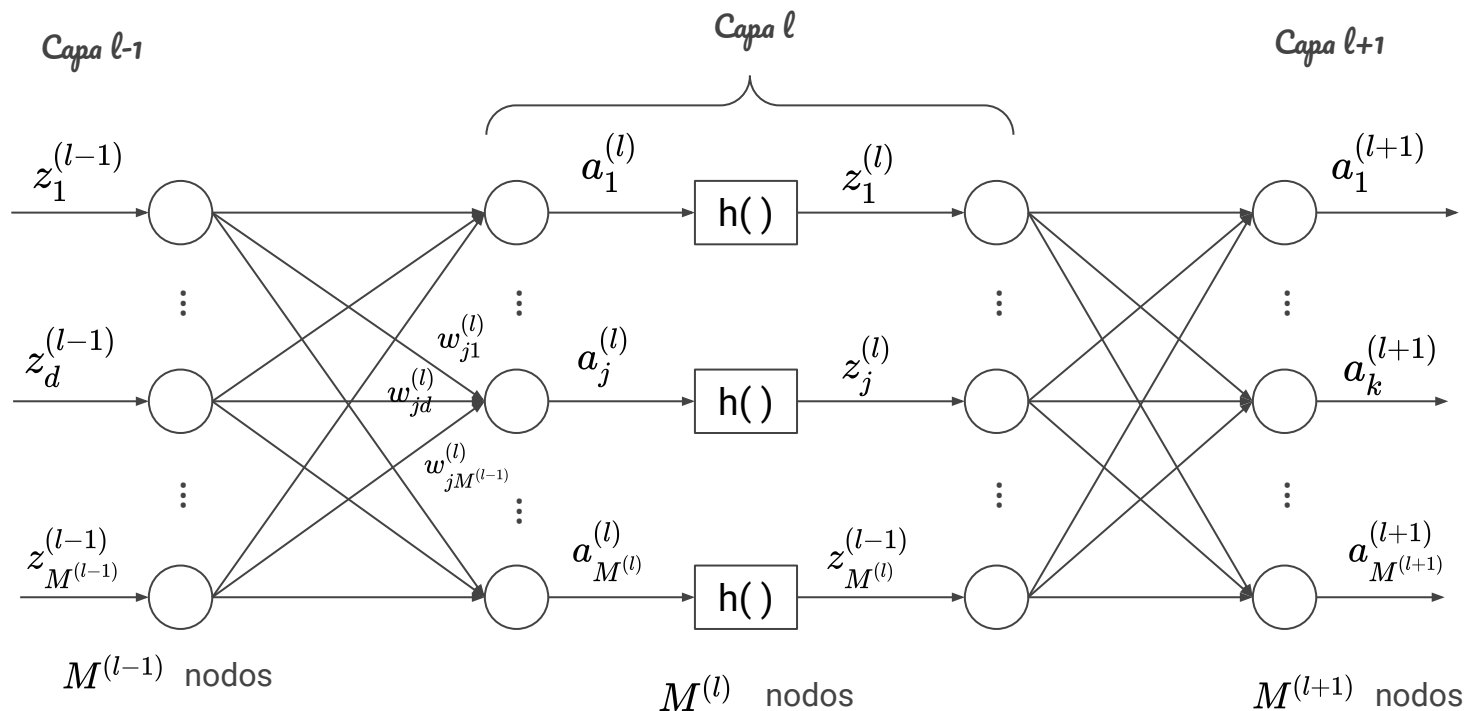 Capa l-1
Capa l
Capa l+1
z_1^{(l-1)}
a_1^{(l)}
h( )
z_1^{(l)}
a_1^{(l+1)}
z_d^{(l-1)}
w_{j1}^{(l)}
w_{jd}^{(l)}
w_{jM^{(l-1)}}^{(l)}
a_j^{(l)}
h( )
z_j^{(l)}
a_k^{(l+1)}
z_{M^{(l-1)}}^{(l-1)}
a_{M^{(l)}}^{(l)}
h( )
z_{M^{(l)}}^{(l-1)}
a_{M^{(l+1)}}^{(l+1)}
M^{(l-1)} nodos
M^{(l)} nodos
M^{(l+1)} nodos